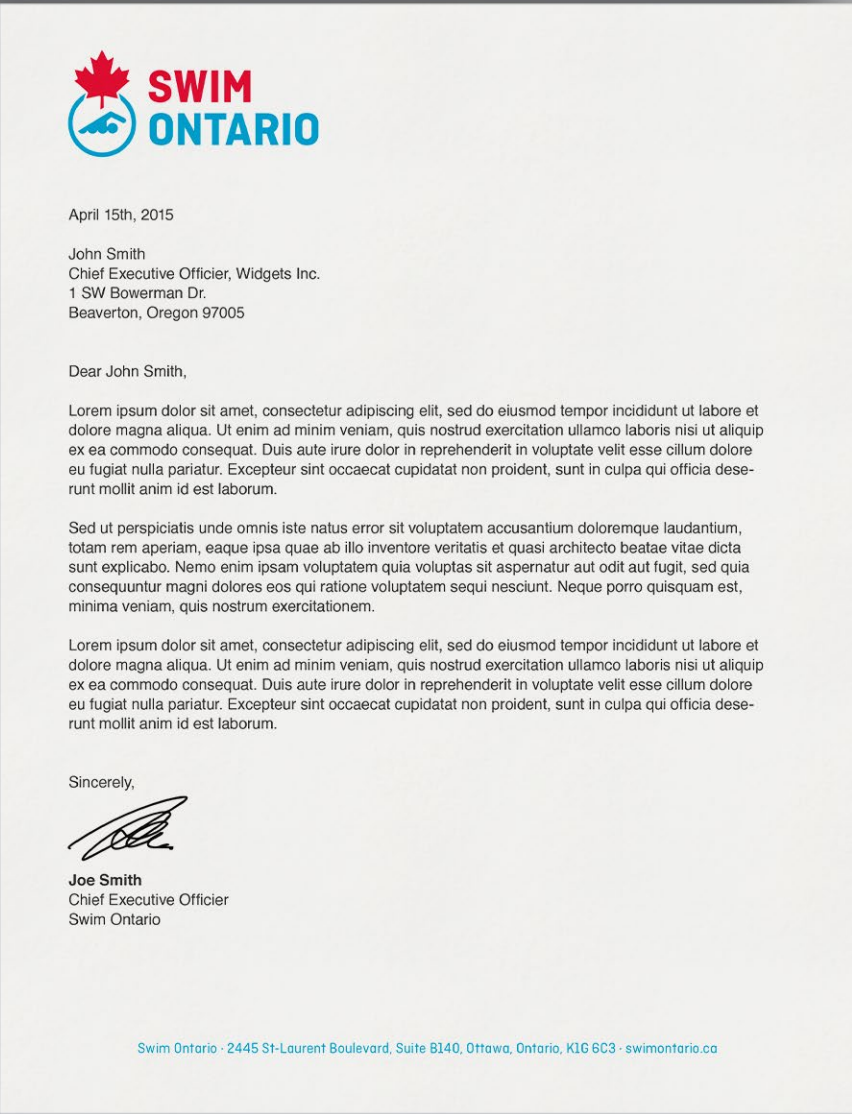 SWIM
ONTARIO
April 15th, 2015
John Smith
Chief Executive Officier, Widgets Inc.
1 SW Bowerman Dr.
Beaverton, Oregon 97005
Dear John Smith,
Lorem ipsum dolor sit amet, consectetur adipiscing elit, sed do eiusmod tempor incididunt ut labore et
dolore magna aliqua. Ut enim ad minim veniam, quis nostrud exercitation ullamco laboris nisi ut aliquip
ex ea commodo consequat. Duis aute irure dolor in reprehenderit in voluptate velit esse cillum dolore
eu fugiat nulla pariatur. Excepteur sint occaecat cupidatat non proident, sunt in culpa qui officia dese-
runt mollit anim id est laborum.
Sed ut perspiciatis unde omnis iste natus error sit voluptatem accusantium doloremque laudantium,
totam rem aperiam, eaque ipsa quae ab illo inventore veritatis et quasi architecto beatae vitae dicta
sunt explicabo. Nemo enim ipsam voluptatem quia voluptas sit aspernatur aut odit aut fugit, sed quia
consequuntur magni dolores eos qui ratione voluptatem sequi nesciunt. Neque porro quisquam est,
minima veniam, quis nostrum exercitationem.
Lorem ipsum dolor sit amet, consectetur adipiscing elit, sed do eiusmod tempor incididunt ut labore et
dolore magna aliqua. Ut enim ad minim veniam, quis nostrud exercitation ullamco laboris nisi ut aliquip
ex ea commodo consequat. Duis aute irure dolor in reprehenderit in voluptate velit esse cillum dolore
eu fugiat nulla pariatur. Excepteur sint occaecat cupidatat non proident, sunt in culpa qui officia dese-
runt mollit anim id est laborum.
Sincerely,
Joe Smith
Chief Executive Officier
Swim Ontario
Swim Ontario · 2445 St-Laurent Boulevard, Suite B140, Ottawa, Ontario, K1G 6C3 · swimontario.ca